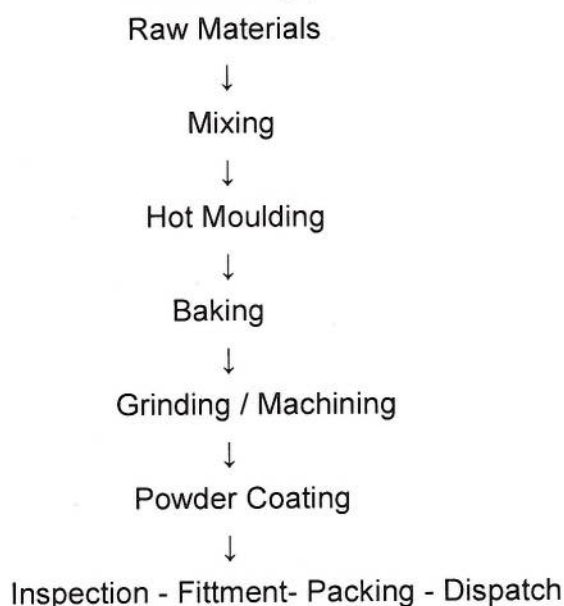 Raw Materials
↓
Mixing
↓
Hot Moulding
↓
Baking
↓
Grinding / Machining
↓
Powder Coating
↓
Inspection - Fittment- Packing - Dispatch